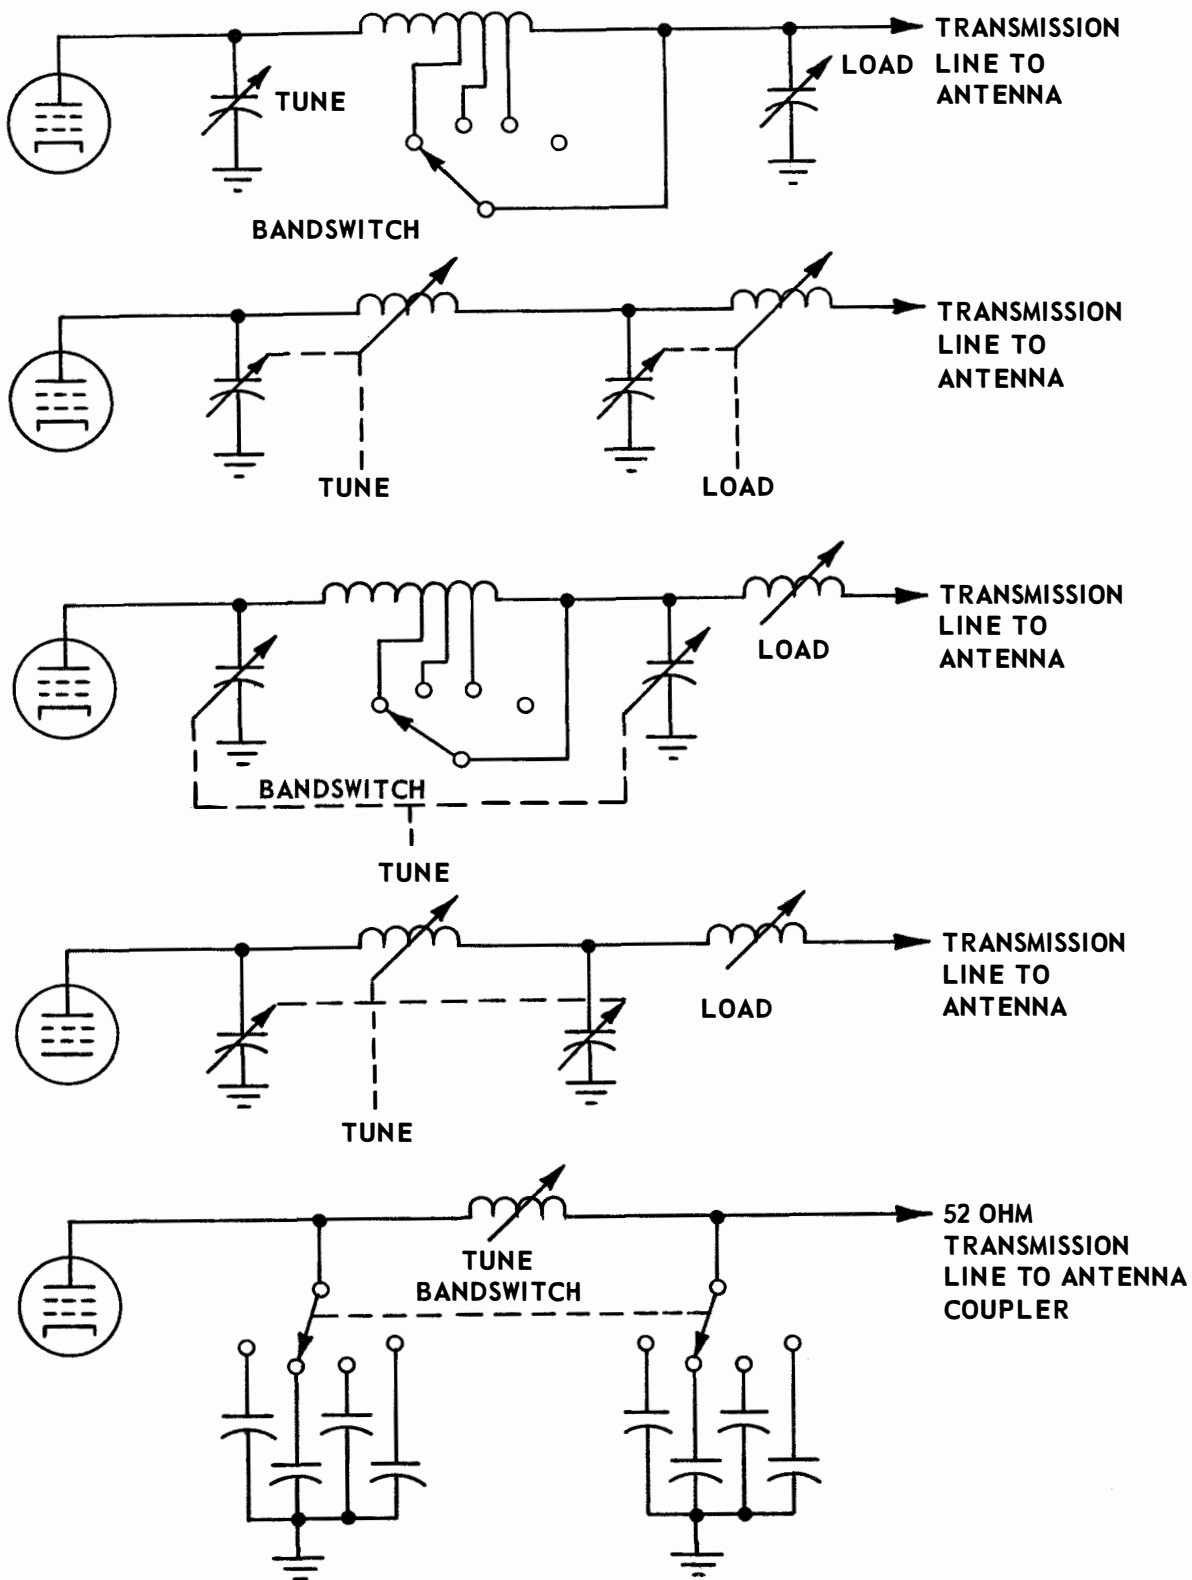 TRANSMISSION
LINE TO
ANTENNA
LOAD
TUNE
BANDSWITCH
TRANSMISSION
LINE TO
ANTENNA
TUNE
LOAD
TRANSMISSION
LINE TO
ANTENNA
LOAD
BANDSWITCH
TUNE
TRANSMISSION
LINE TO
ANTENNA
LOAD
TUNE
52 OHM
TRANSMISSION
LINE TO ANTENNA
COUPLER
TUNE
BANDSWITCH